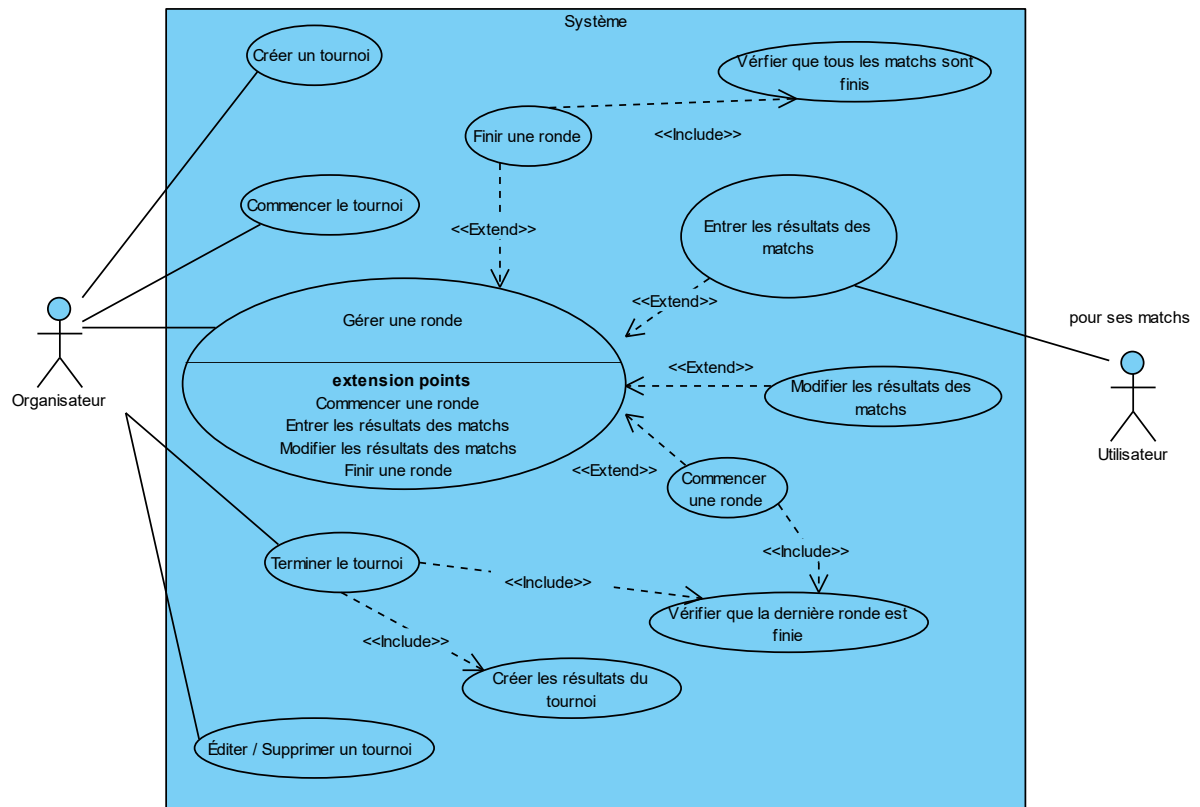 Système
Créer un tournoi
Vérfier que tous les matchs sont
finis
Finir une ronde
<<Include>>
Commencer le tournoi
<<Extend>>
Entrer les résultats des
matchs
<<Extend>>
Gérer une ronde
pour ses matchs
extension points
Commencer une ronde
Entrer les résultats des matchs
Modifier les résultats des matchs
Finir une ronde
<<Extend>>
Modifier les résultats des
matchs
Organisateur
Utilisateur
<<Extend>>
Commencer
une ronde
<<Include>>
Terminer le tournoi
<<Include>>
Vérifier que la dernière ronde est
finie
<<Include>>
Créer les résultats du
tournoi
Éditer / Supprimer un tournoi